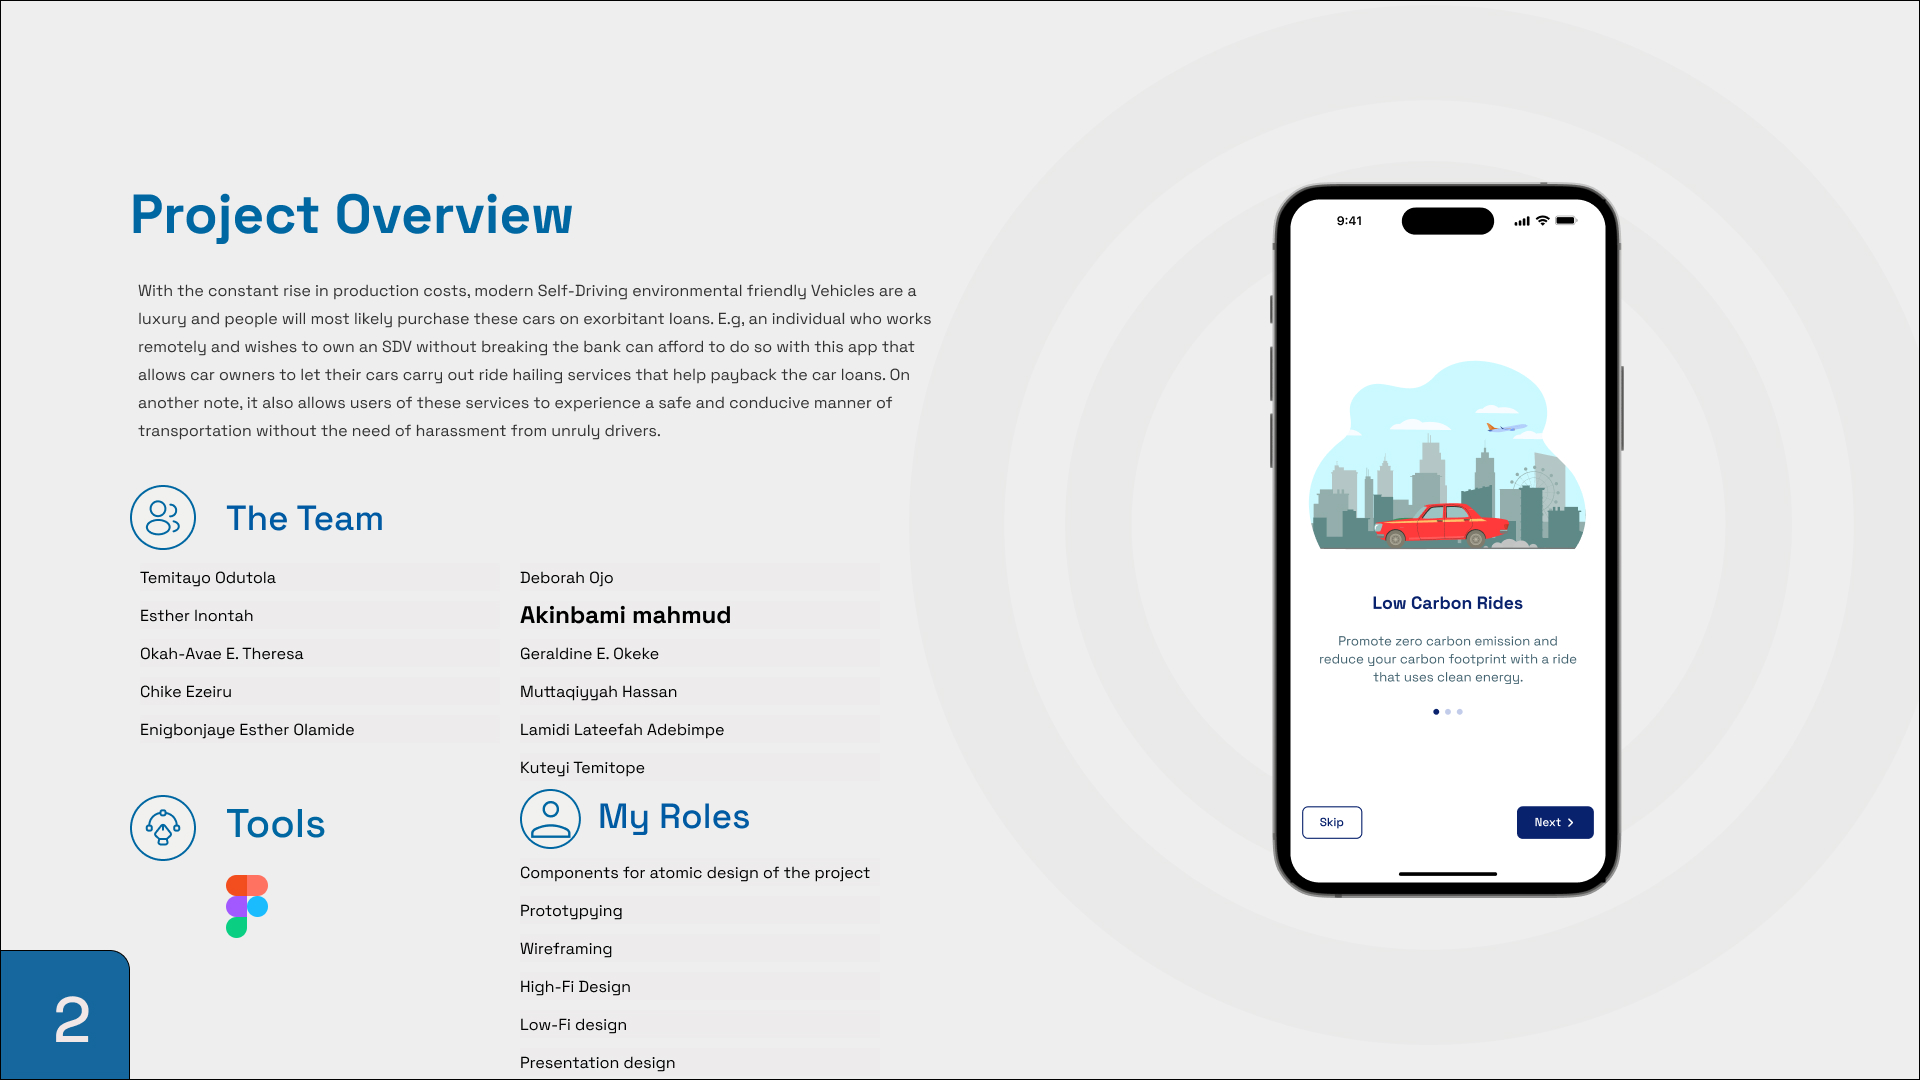 Project Overview
With the constant rise in production costs, modern Self-Driving environmental friendly Vehicles are a
luxury and people will most likely purchase these cars on exorbitant loans. E.g, an individual who works
remotely and wishes to own an SDV without breaking the bank can afford to do so with this app that
allows car owners to let their cars carry out ride hailing services that help payback the car loans. On
another note, it also allows users of these services to experience a safe and conducive manner of
transportation without the need of harassment from unruly drivers.
The Team
Temitayo Odutola
Esther Inontah
Okah-Avae E. Theresa
Chike Ezeiru
Enigbonjaye Esther Olamide
Deborah Ojo
Akinbami mahmud
Geraldine E. Okeke
Muttaqiyyah Hassan
Lamidi Lateefah Adebimpe
Kuteyi Temitope
Tools
My Roles
Components for atomic design of the project
Prototypying
Wireframing
High-Fi Design
Low-Fi design
Presentation design
2
9:41
Low Carbon Rides
Promote zero carbon emission and
reduce your carbon footprint with a ride
that uses clean energy.
Skip
Next